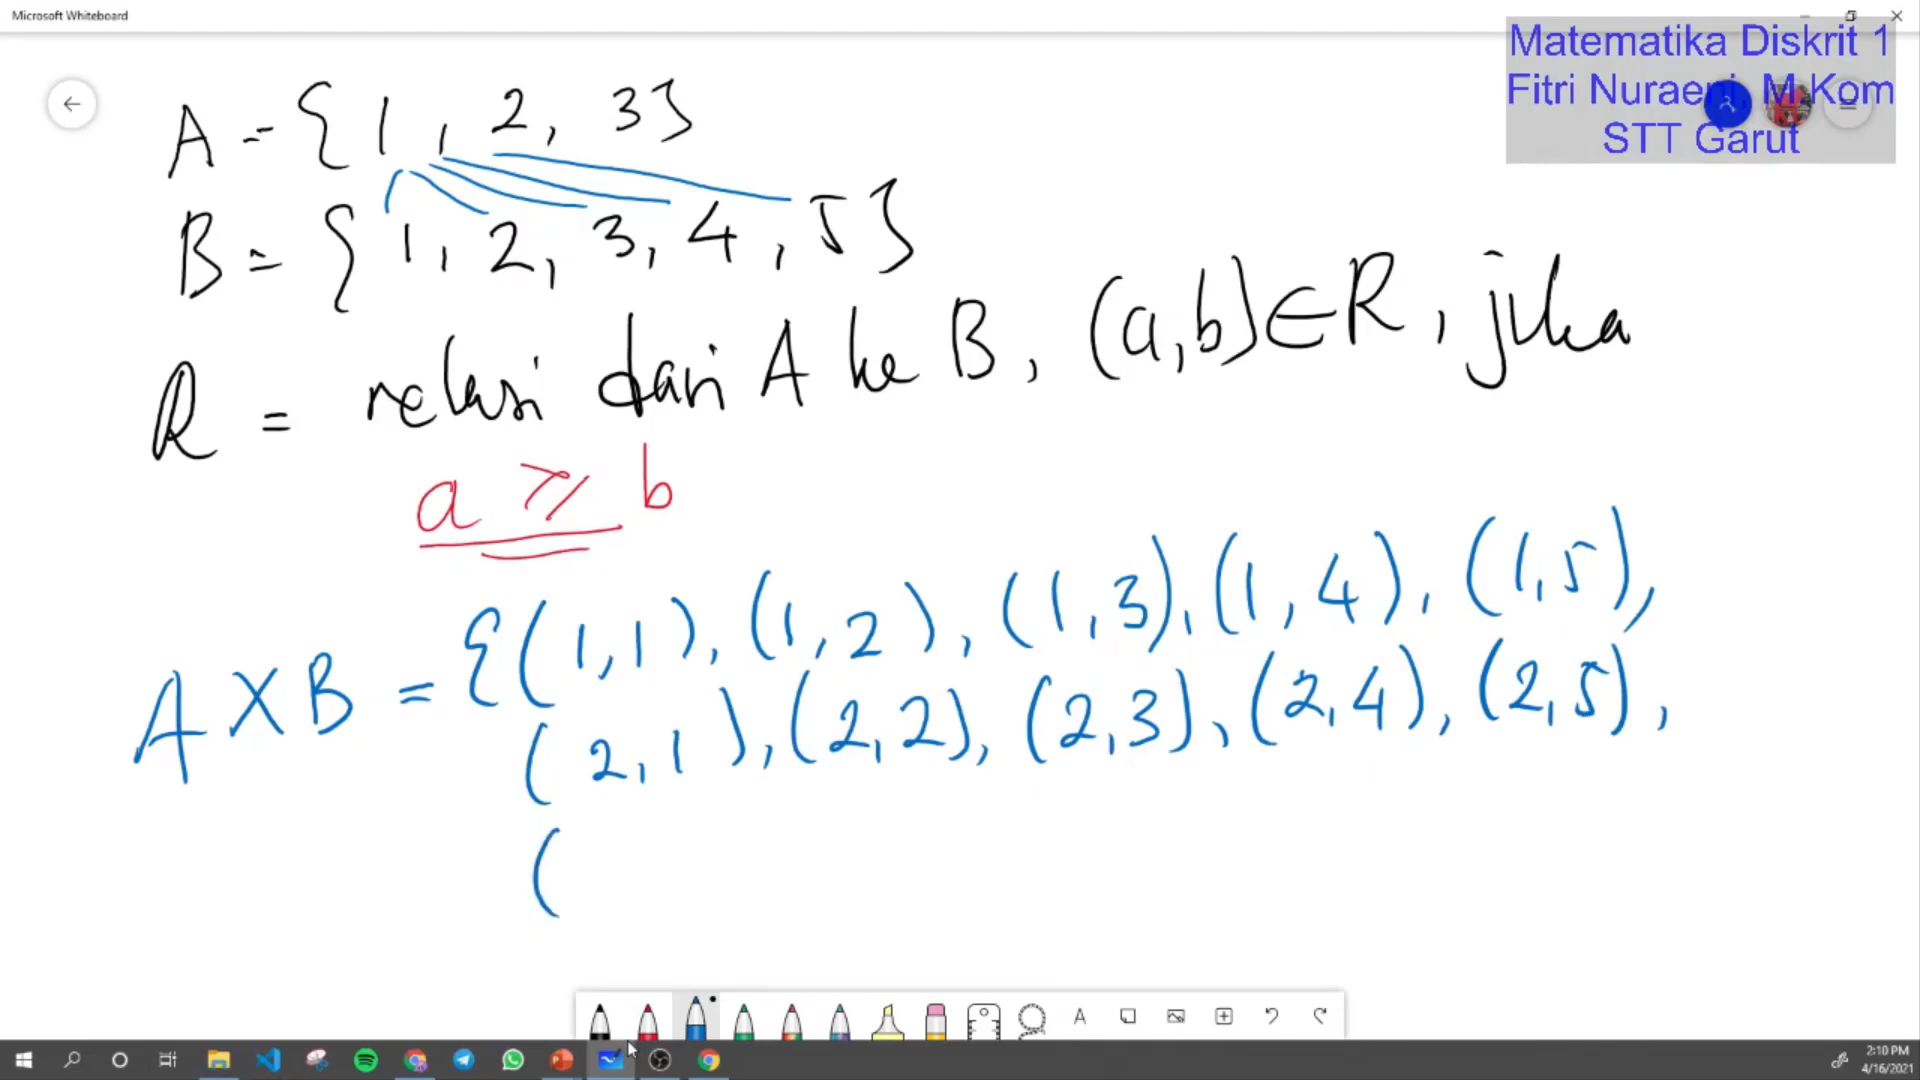 Microsoft Whiteboard
Matematika Diskrit 1
Fitri Nuraeni, M.Kom
STT Garut
A = {1, 2, 3}
B = {1, 2, 3, 4, 5}
R = relasi dari A ke B, (a,b) ∈ R, jika
a ≥ b
A X B = {(1,1), (1,2), (1,3), (1,4), (1,5),
(2,1), (2,2), (2,3), (2,4), (2,5),
(
2:10 PM
4/16/2021